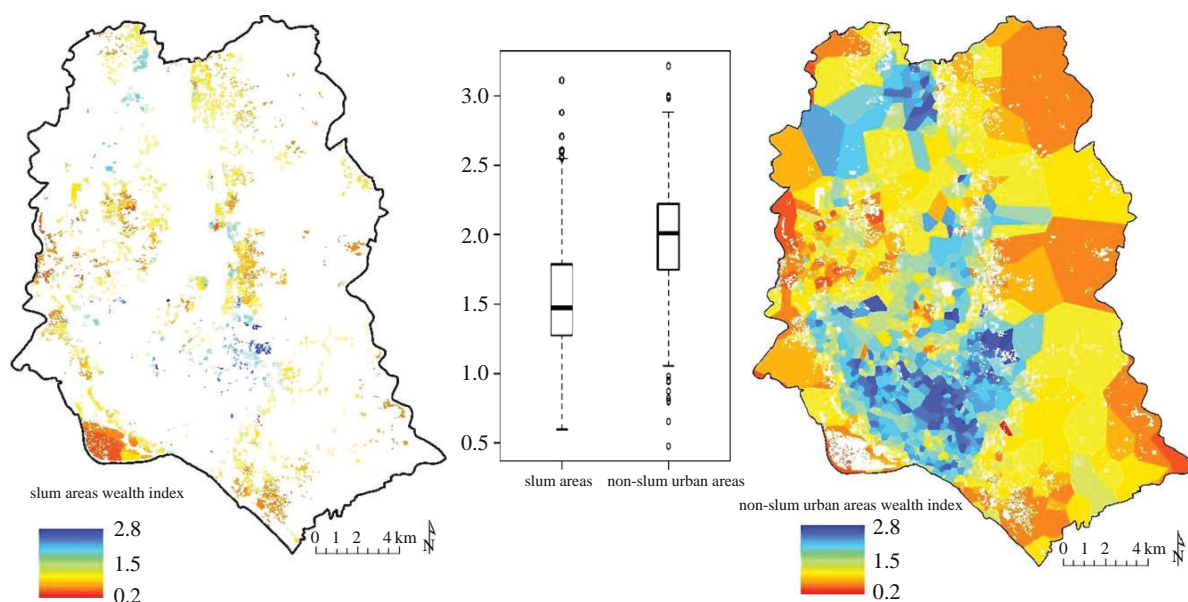 slum areas wealth index
2.8
1.5
0.2
0 1 2 4 km
N
3.0
2.5
2.0
1.5
1.0
0.5
slum areas non-slum urban areas
non-slum urban areas wealth index
2.8
1.5
0.2
0 1 2 4 km
N